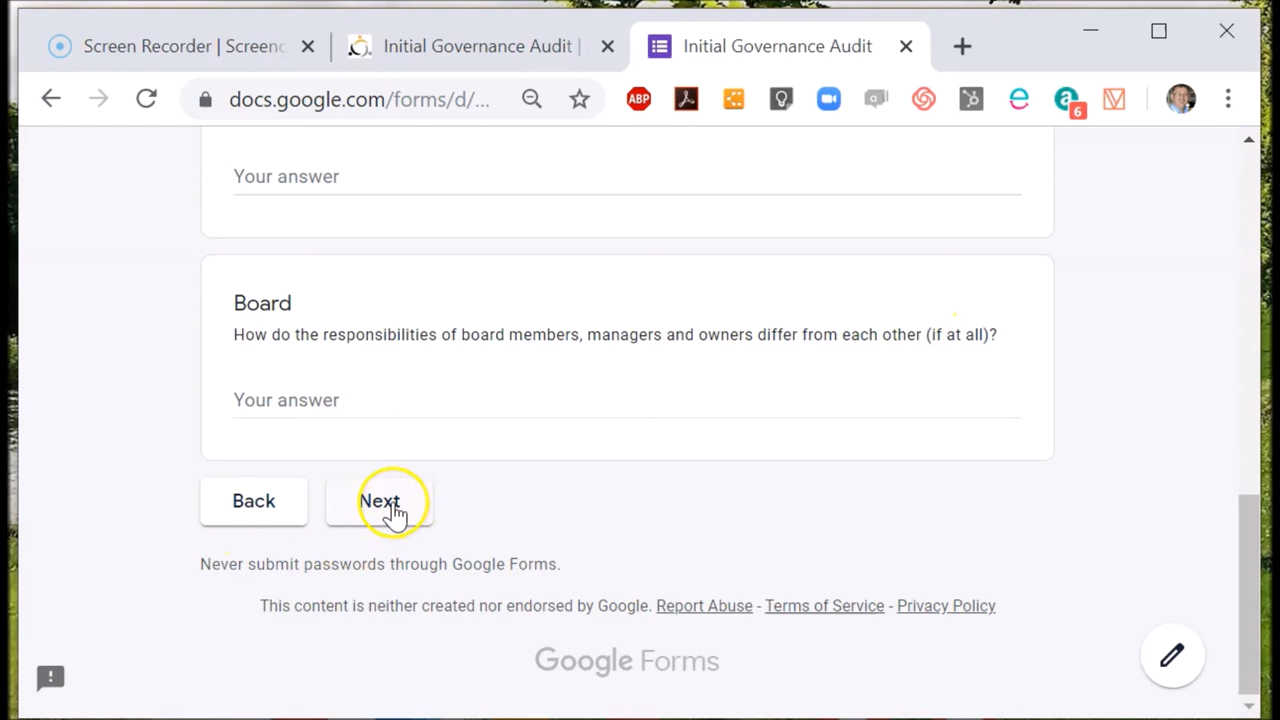 Screen Recorder | Screenc
Initial Governance Audit |
Initial Governance Audit
docs.google.com/forms/d/...
ABP
6
Your answer
Board
How do the responsibilities of board members, managers and owners differ from each other (if at all)?
Your answer
Back
Next
Never submit passwords through Google Forms.
This content is neither created nor endorsed by Google. Report Abuse - Terms of Service - Privacy Policy
Google Forms